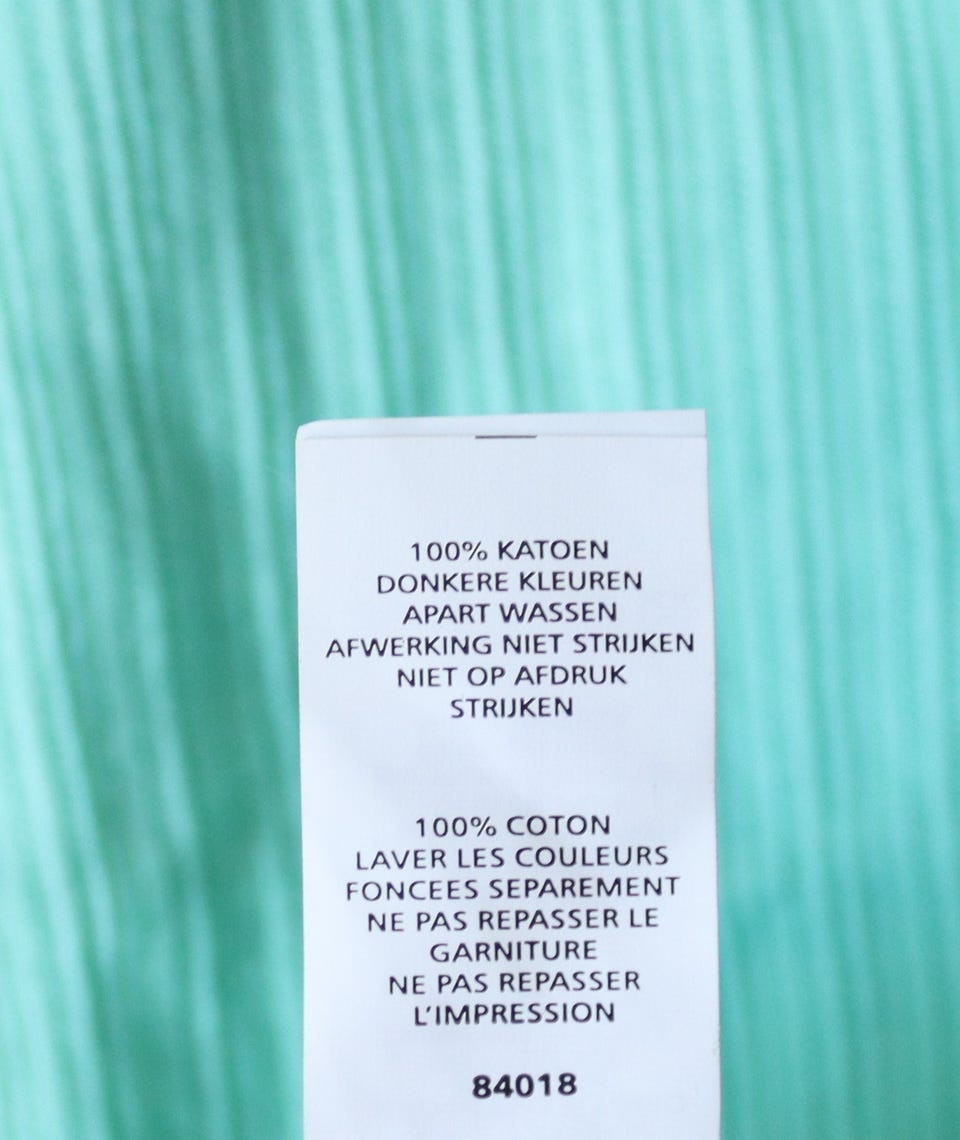 100% KATOEN
DONKERE KLEUREN
APART WASSEN
AFWERKING NIET STRIJKEN
NIET OP AFDRUK
STRIJKEN
100% COTON
LAVER LES COULEURS
FONCEES SEPAREMENT
NE PAS REPASSER LE
GARNITURE
NE PAS REPASSER
L'IMPRESSION
84018